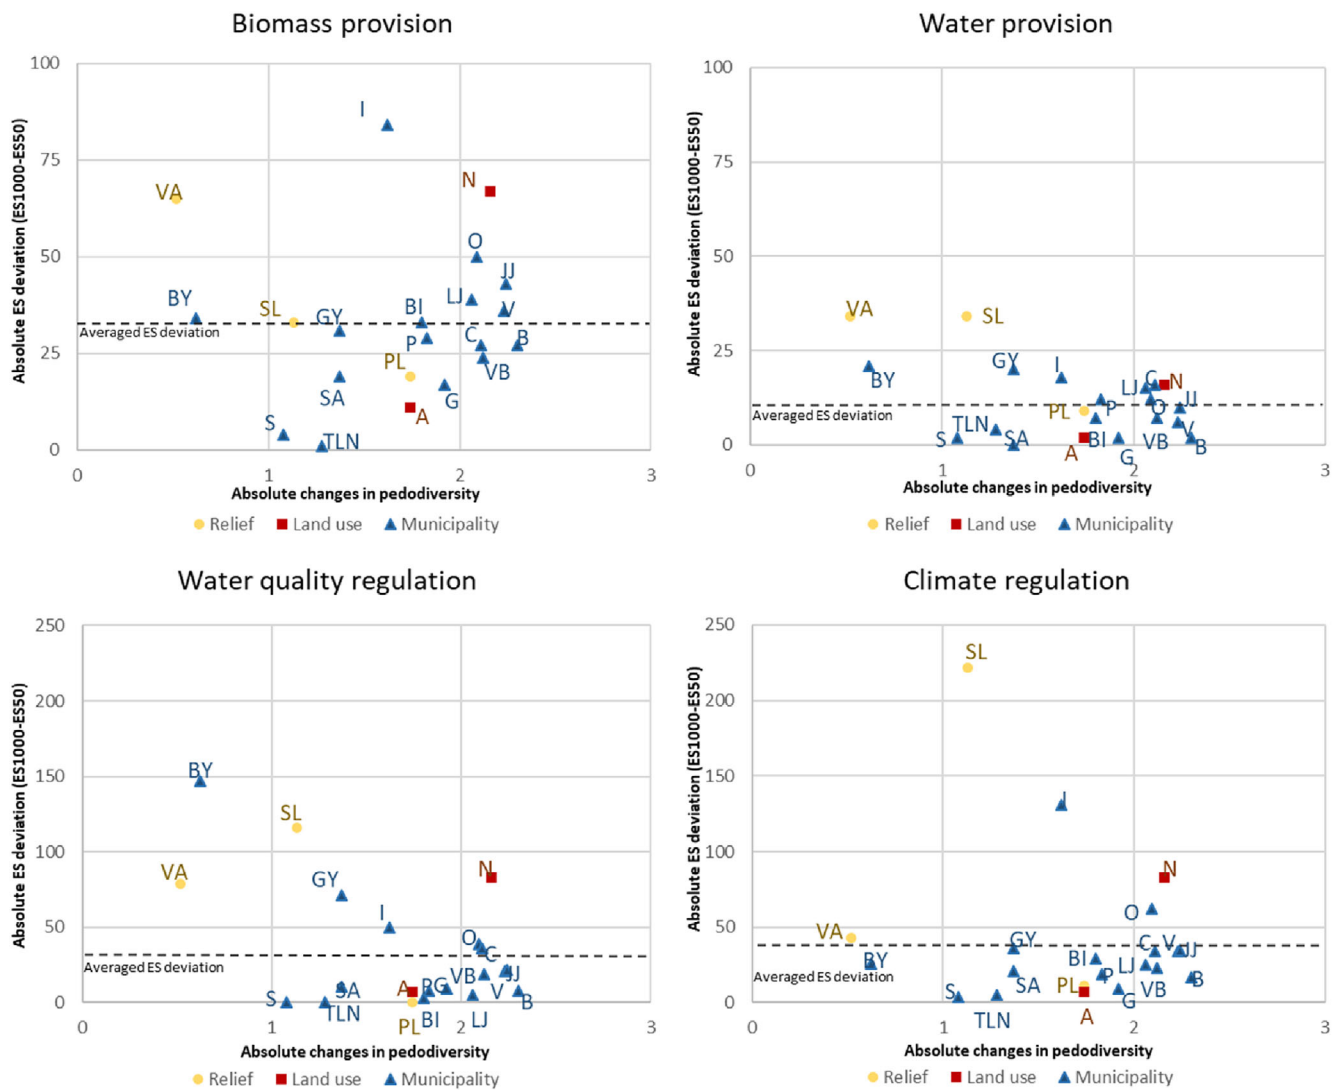 Biomass provision
Absolute ES deviation (ES1000-ES50)
100
75
50
25
0
I
VA
N
O
JJ
BY
SL
GY
BI
LJ
V
Averaged ES deviation
P
C
B
PL
VB
SA
G
A
S
TLN
0 1 2 3
Absolute changes in pedodiversity
Relief Land use Municipality
Water provision
Absolute ES deviation (ES1000-ES50)
100
75
50
25
0
VA
SL
BY
GY
I
LJ
C
N
Averaged ES deviation
PL
P
O
JJ
TLN
S
SA
A
BI
G
VB
V
B
0 1 2 3
Absolute changes in pedodiversity
Relief Land use Municipality
Water quality regulation
Absolute ES deviation (ES1000-ES50)
250
200
150
100
50
0
BY
SL
VA
GY
N
I
O
C
Averaged ES deviation
VB
JJ
S
SA
TLN
A
PG
PL
BI
LJ
V
B
0 1 2 3
Absolute changes in pedodiversity
Relief Land use Municipality
Climate regulation
Absolute ES deviation (ES1000-ES50)
250
200
150
100
50
0
SL
I
N
O
VA
GY
C
V
JJ
BY
BI
LJ
Averaged ES deviation
P
S
SA
PL
VB
B
G
TLN
A
0 1 2 3
Absolute changes in pedodiversity
Relief Land use Municipality